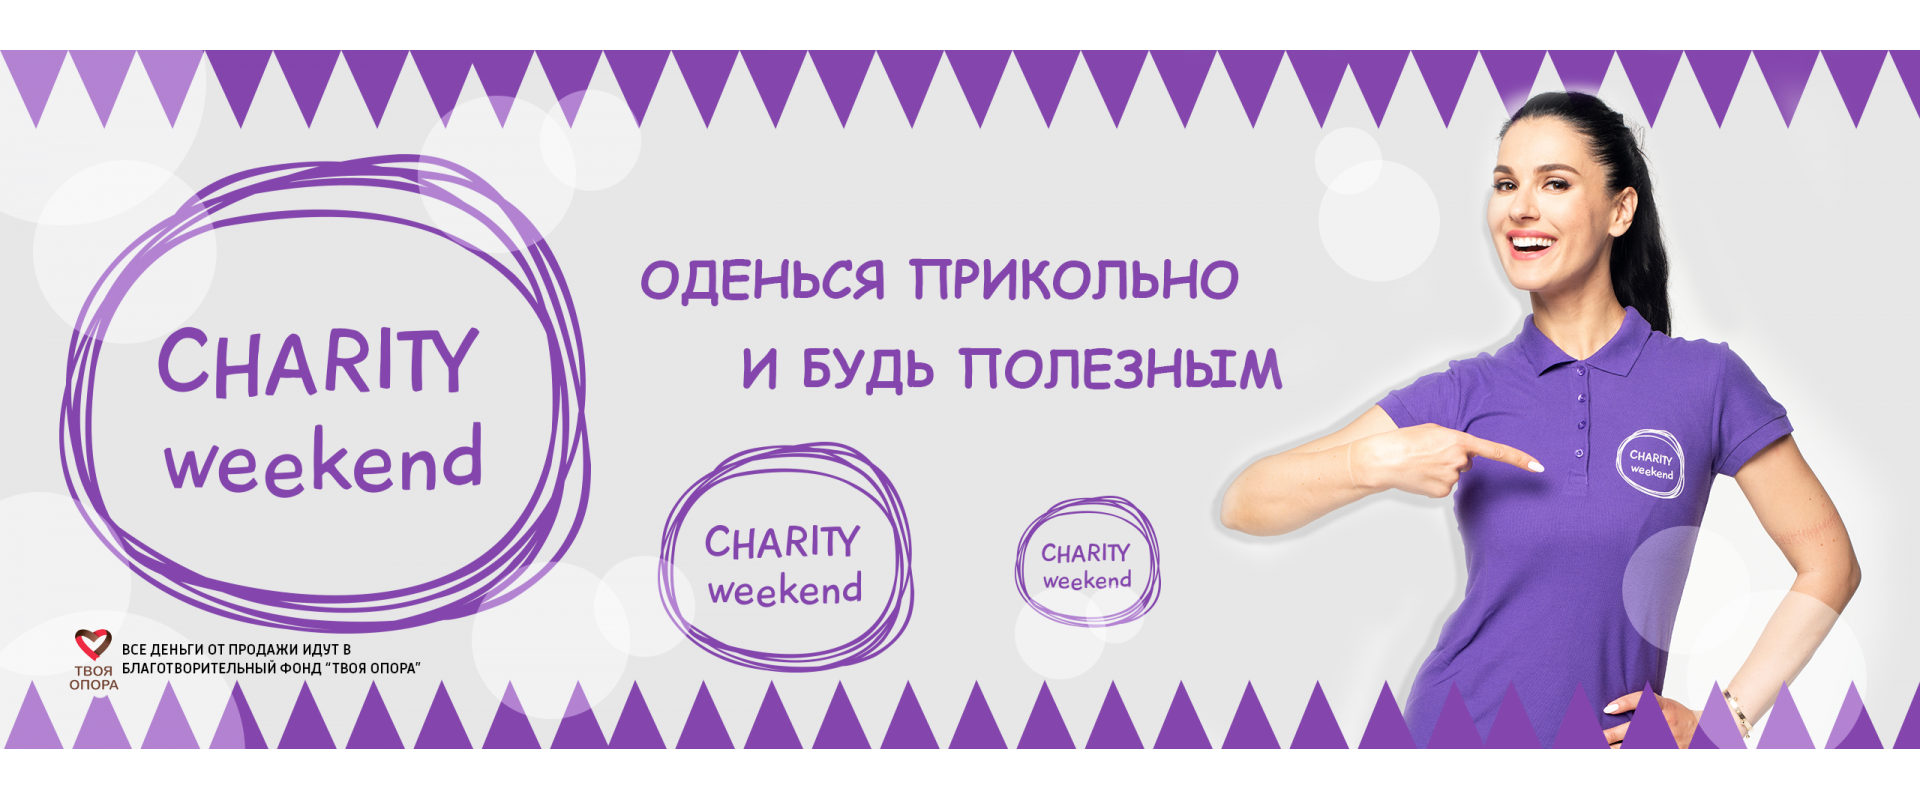 CHARITY
weekend
ОДЕНЬСЯ ПРИКОЛЬНО
И БУДЬ ПОЛЕЗНЫМ
CHARITY
weekend
CHARITY
weekend
CHARITY
weekend
ТВОЯ
ОПОРА
ВСЕ ДЕНЬГИ ОТ ПРОДАЖИ ИДУТ В
БЛАГОТВОРИТЕЛЬНЫЙ ФОНД “ТВОЯ ОПОРА”